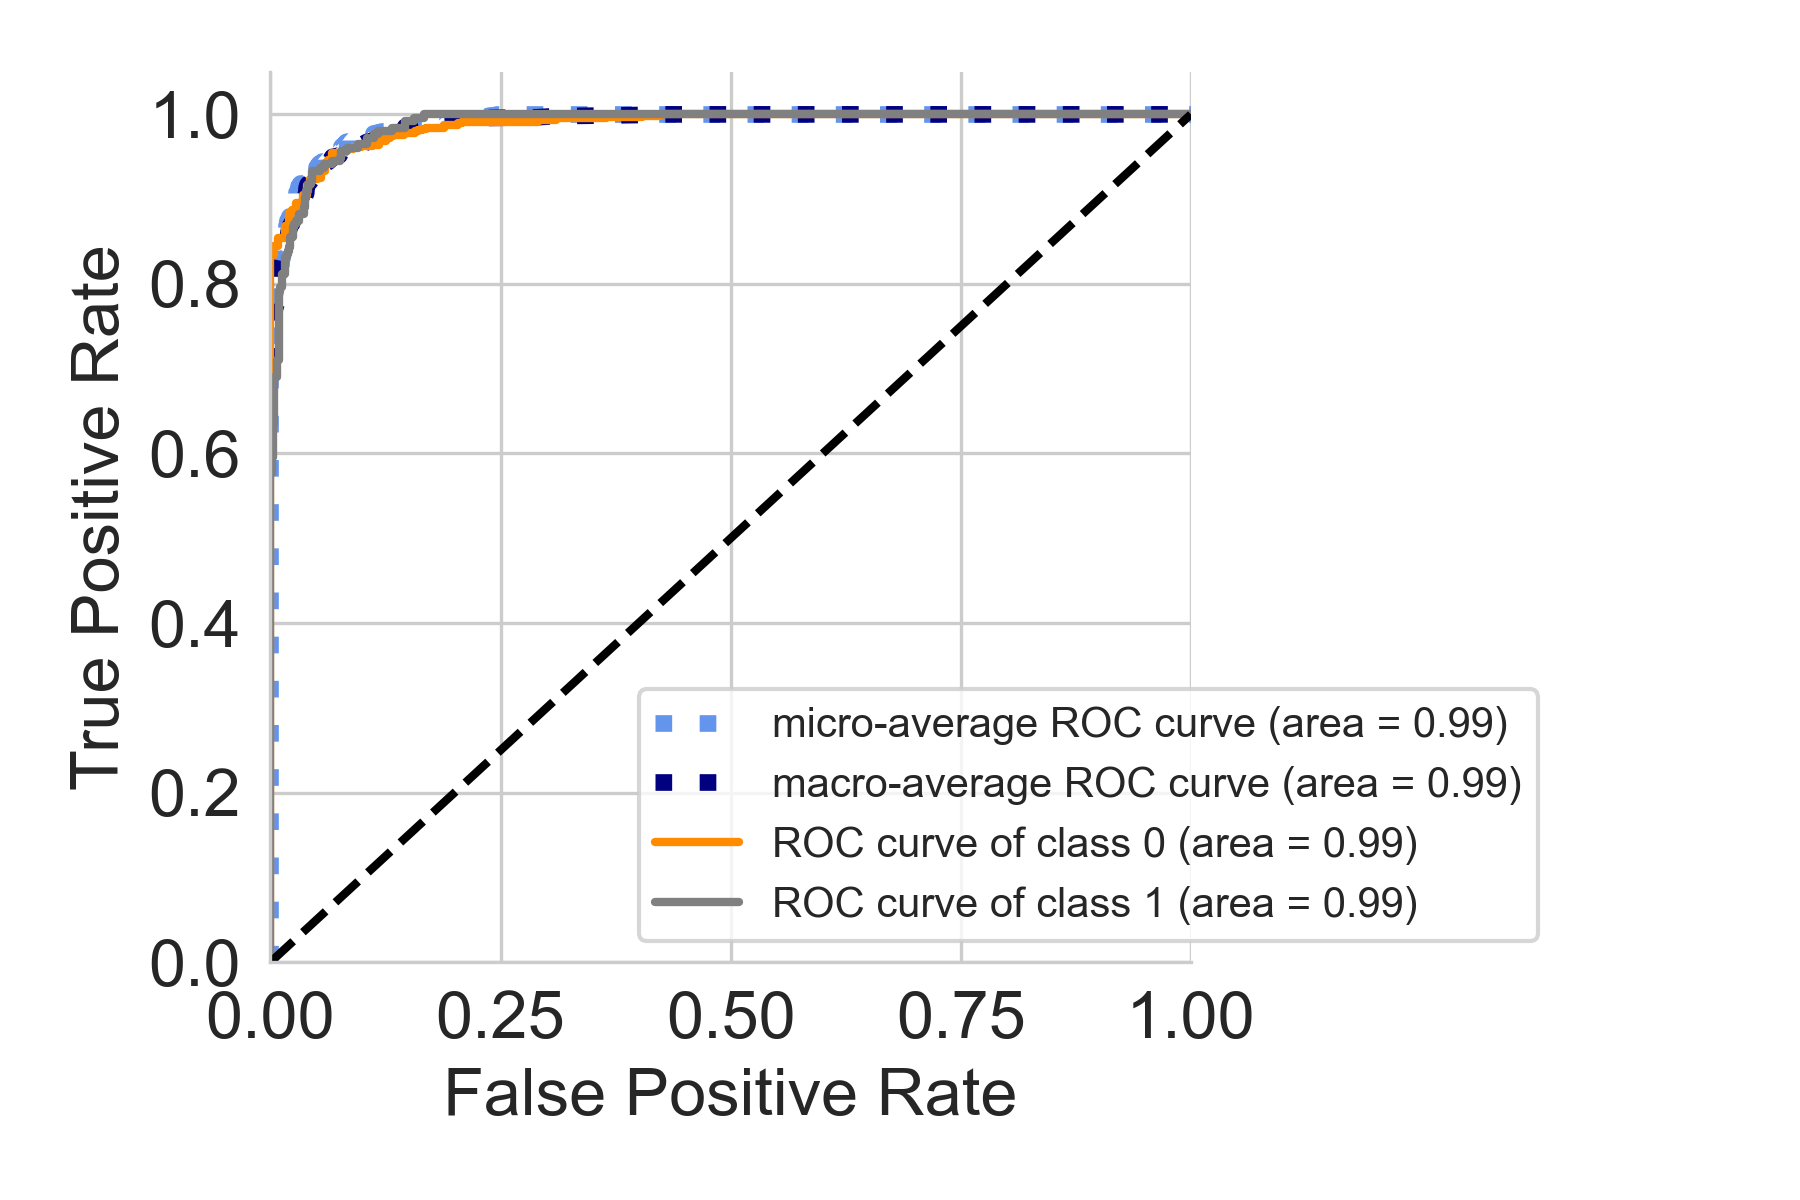 True Positive Rate
1.0
0.8
0.6
0.4
0.2
0.0
micro-average ROC curve (area = 0.99)
macro-average ROC curve (area = 0.99)
ROC curve of class 0 (area = 0.99)
ROC curve of class 1 (area = 0.99)
0.00 0.25 0.50 0.75 1.00
False Positive Rate